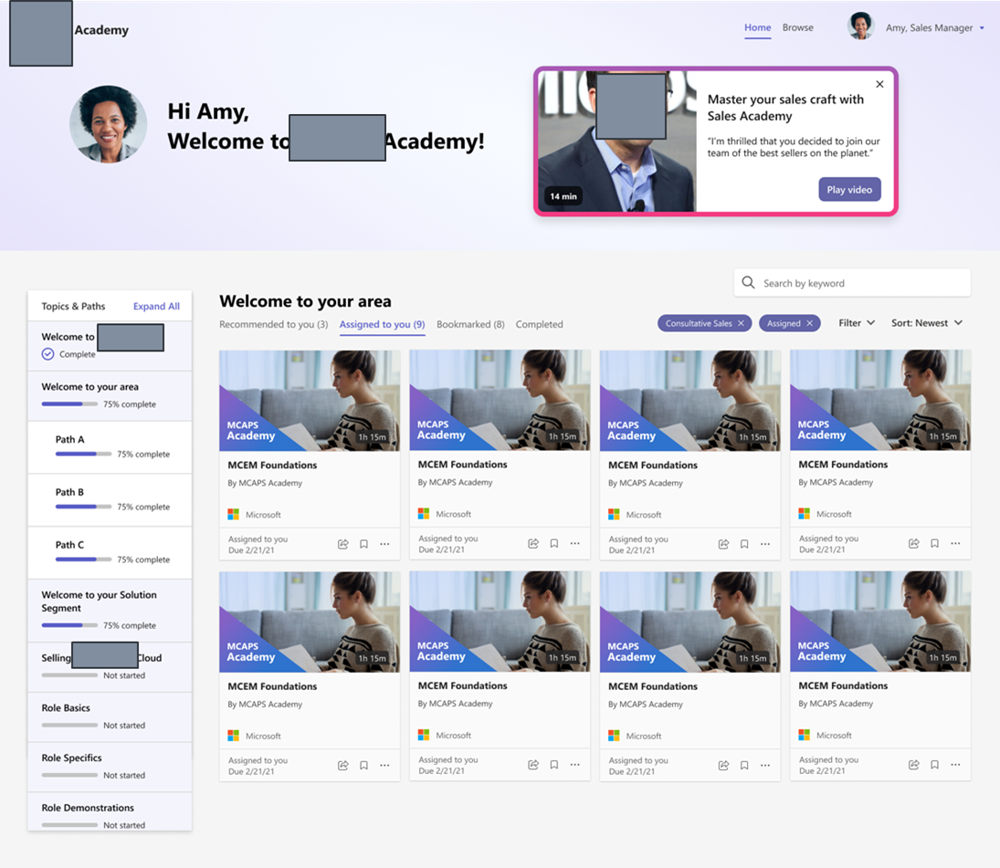 Academy
Home
Browse
Amy, Sales Manager
Hi Amy,
Welcome to
Academy!
14 min
Master your sales craft with
Sales Academy
“I’m thrilled that you decided to join our
team of the best sellers on the planet.”
Play video
Search by keyword
Topics & Paths
Expand All
Welcome to
Complete
Welcome to your area
75% complete
Path A
75% complete
Path B
75% complete
Path C
75% complete
Welcome to your Solution
Segment
75% complete
Selling
Cloud
Not started
Role Basics
Not started
Role Specifics
Not started
Role Demonstrations
Not started
Welcome to your area
Recommended to you (3)
Assigned to you (9)
Bookmarked (8)
Completed
Consultative Sales
Assigned
Filter
Sort: Newest
MCAPS
Academy
1h 15m
MCEM Foundations
By MCAPS Academy
Microsoft
Assigned to you
Due 2/21/21
MCAPS
Academy
1h 15m
MCEM Foundations
By MCAPS Academy
Microsoft
Assigned to you
Due 2/21/21
MCAPS
Academy
1h 15m
MCEM Foundations
By MCAPS Academy
Microsoft
Assigned to you
Due 2/21/21
MCAPS
Academy
1h 15m
MCEM Foundations
By MCAPS Academy
Microsoft
Assigned to you
Due 2/21/21
MCAPS
Academy
1h 15m
MCEM Foundations
By MCAPS Academy
Microsoft
Assigned to you
Due 2/21/21
MCAPS
Academy
1h 15m
MCEM Foundations
By MCAPS Academy
Microsoft
Assigned to you
Due 2/21/21
MCAPS
Academy
1h 15m
MCEM Foundations
By MCAPS Academy
Microsoft
Assigned to you
Due 2/21/21
MCAPS
Academy
1h 15m
MCEM Foundations
By MCAPS Academy
Microsoft
Assigned to you
Due 2/21/21